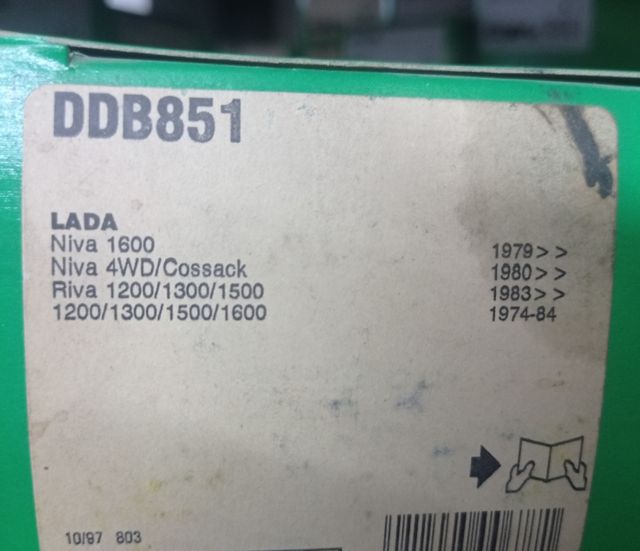 DDB851
LADA
Niva 1600 1979>>
Niva 4WD/Cossack 1980>>
Riva 1200/1300/1500 1983>>
1200/1300/1500/1600 1974-84
10/97 803